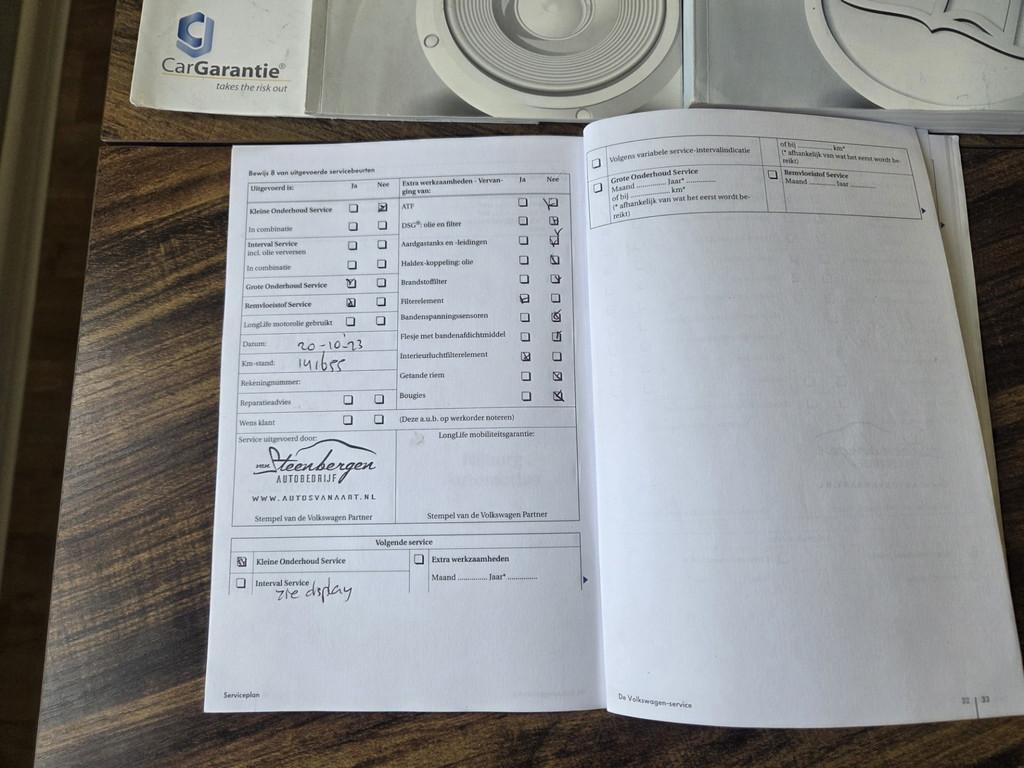 CarGarantie®
takes the risk out
Bewijs 8 van uitgevoerde servicebeurten
Uitgevoerd is: Ja Nee
Kleine Onderhoud Service
In combinatie
Interval Service
incl. olie verversen
In combinatie
Grote Onderhoud Service
Remvloeistof Service
LongLife motorolie gebruikt
Datum: 20-10-'23
Km-stand: 141655
Rekeningnummer:
Reparatieadvies
Wens klant
Extra werkzaamheden - Vervan-
ging van: Ja Nee
ATF
DSG®: olie en filter
Aardgastanks en -leidingen
Haldex-koppeling: olie
Brandstoffilter
Filterelement
Bandenspanningssensoren
Flesje met bandenafdichtmiddel
Interieurluchtfilterelement
Getande riem
Bougies
(Deze a.u.b. op werkorder noteren)
Service uitgevoerd door:
van Steenbergen
AUTOBEDRIJF
WWW.AUTOSVANAART.NL
Stempel van de Volkswagen Partner
LongLife mobiliteitsgarantie:
Stempel van de Volkswagen Partner
Volgende service
Kleine Onderhoud Service
Interval Service
zie display
Extra werkzaamheden
Maand .............. Jaar* ..............
Serviceplan
Volgens variabele service-intervalindicatie
Grote Onderhoud Service
Maand .............. Jaar* ..............
of bij .............. km*
(* afhankelijk van wat het eerst wordt be-
reikt)
of bij .............. km*
(* afhankelijk van wat het eerst wordt be-
reikt)
Remvloeistof Service
Maand ........... Jaar ...........
De Volkswagen-service
32 | 33